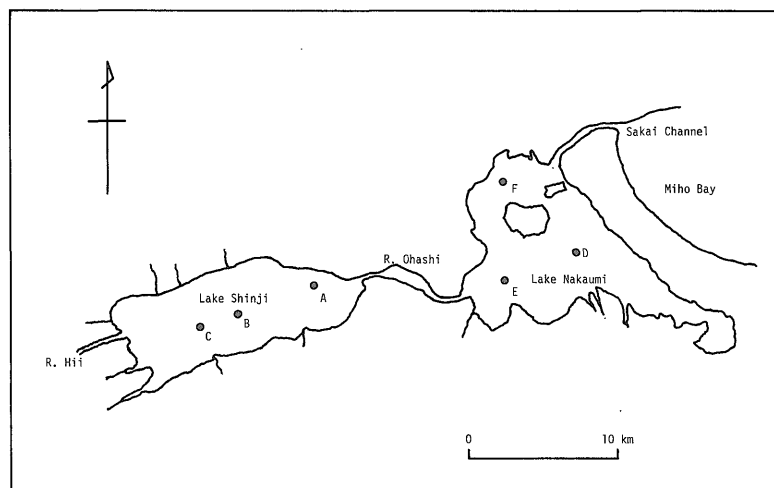 Sakai Channel
Miho Bay
F
R. Ohashi
D
Lake Nakaumi
E
Lake Shinji
A
B
C
R. Hii
0 10 km